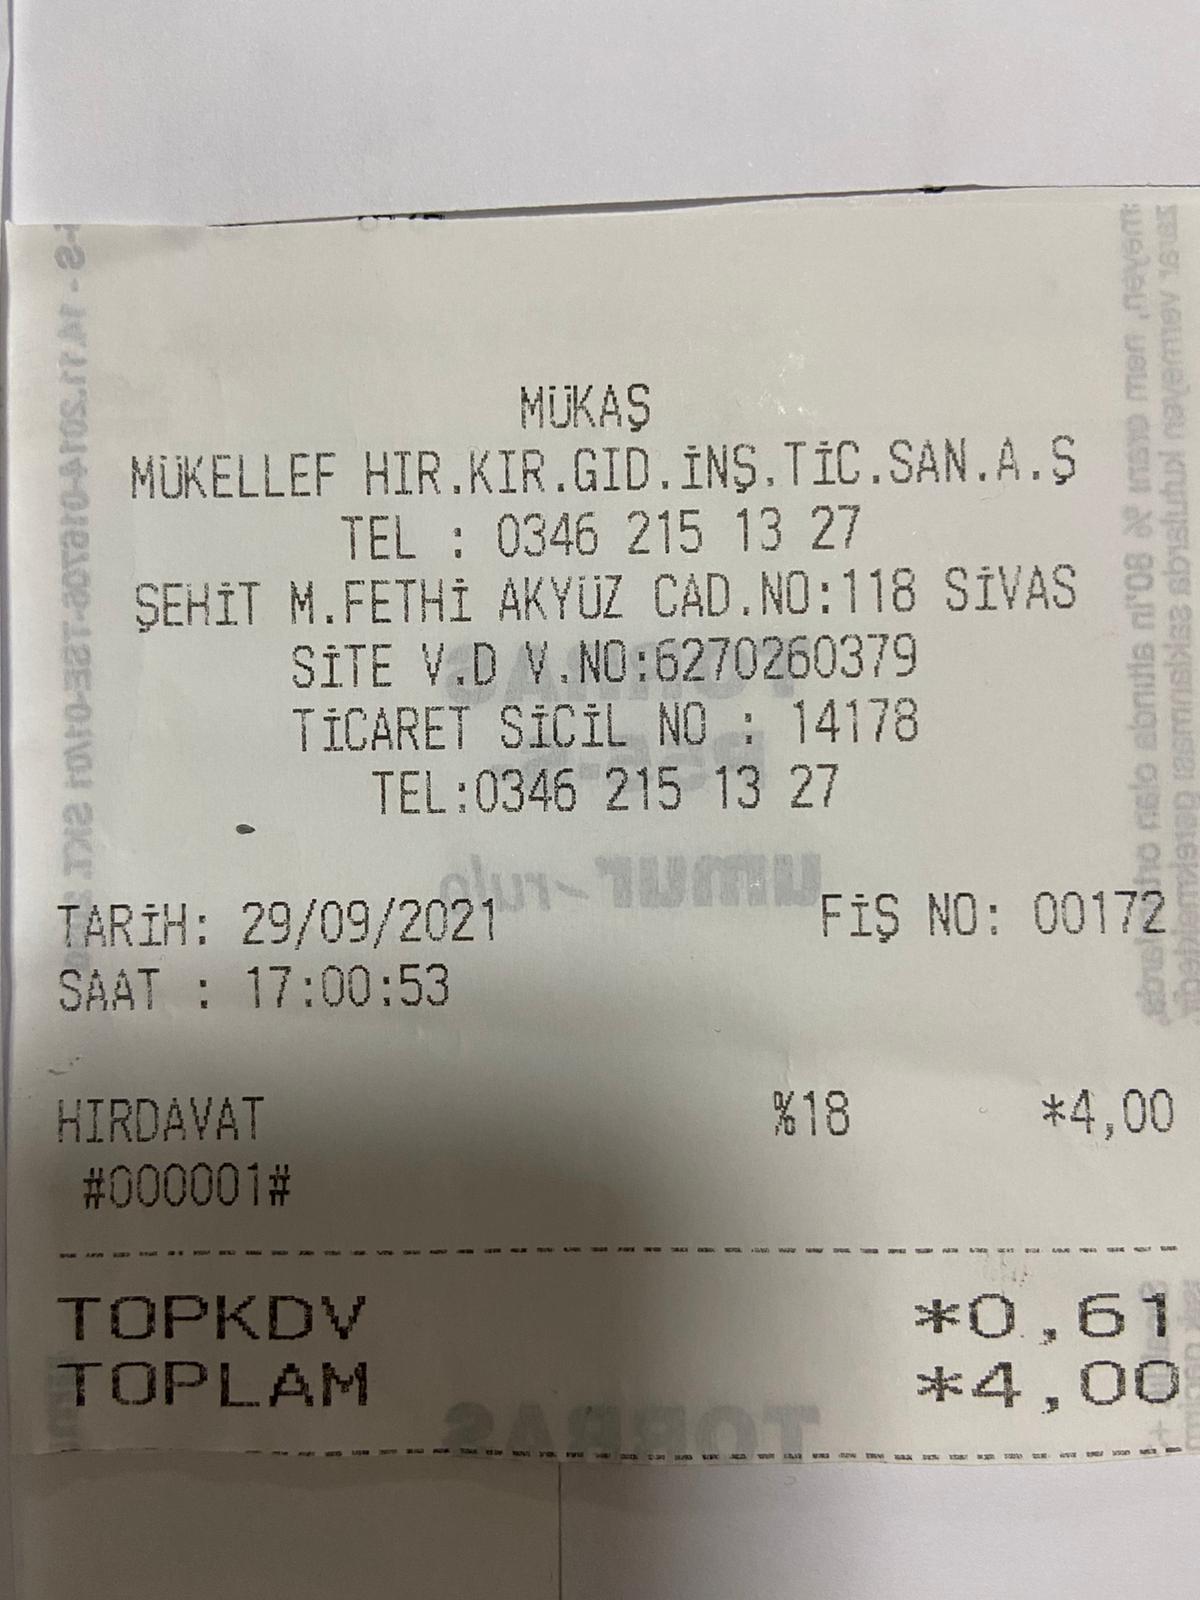 MÜKAŞ
MÜKELLEF HIR.KIR.GID.İNŞ.TİC.SAN.A.Ş
TEL : 0346 215 13 27
ŞEHİT M.FETHİ AKYÜZ CAD.NO:118 SİVAS
SİTE V.D V.NO:6270260379
TİCARET SİCİL NO : 14178
TEL:0346 215 13 27
TARİH: 29/09/2021 FİŞ NO: 00172
SAAT : 17:00:53
HIRDAVAT %18 *4,00
#000001#
TOPKDV *0,61
TOPLAM *4,00